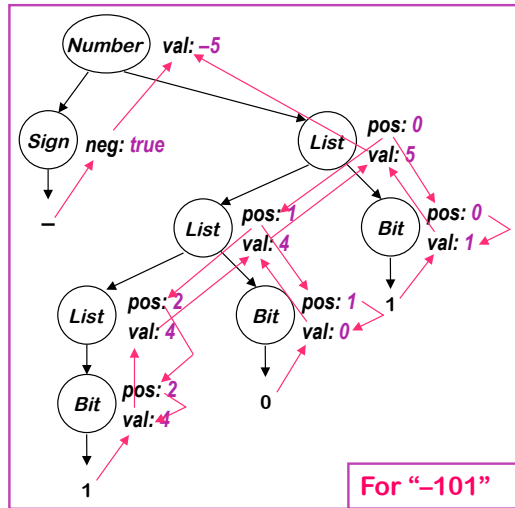 Number val: –5
Sign neg: true
List pos: 0
val: 5
–
List pos: 1
val: 4
Bit pos: 0
val: 1
List pos: 2
val: 4
Bit pos: 1
val: 0
1
Bit pos: 2
val: 4
0
1
For “–101”